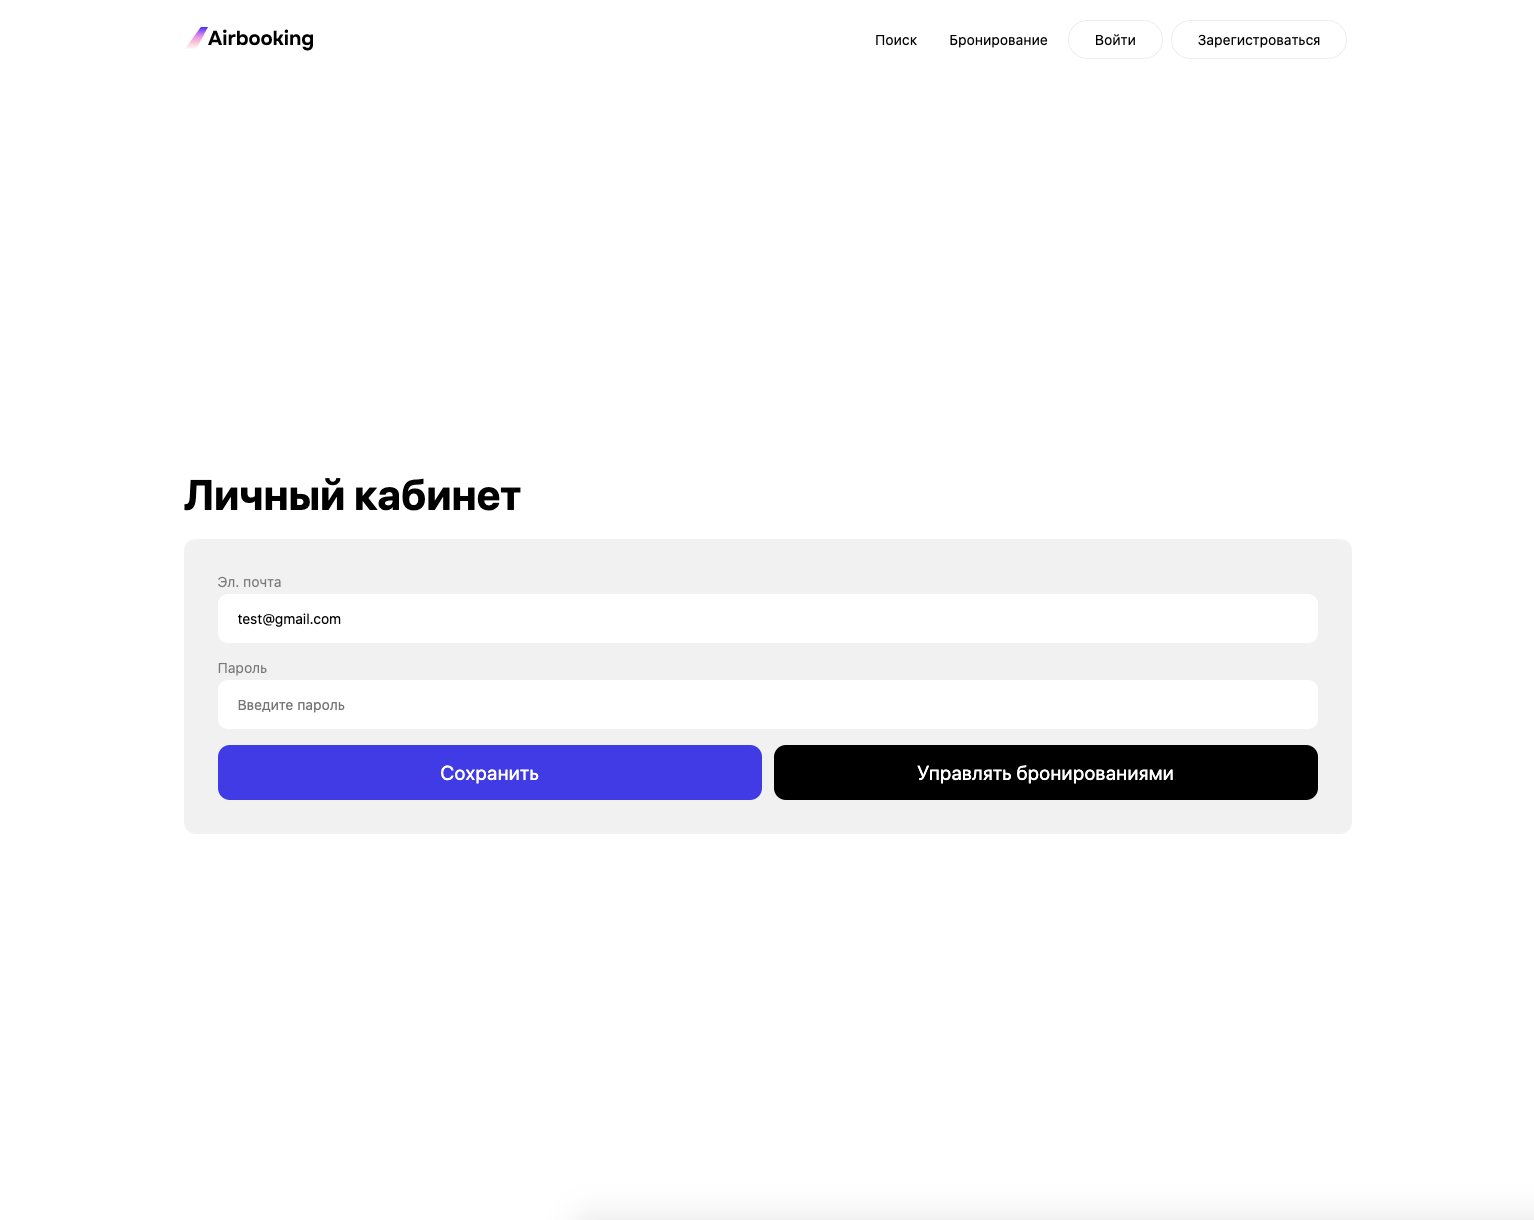 Airbooking
Поиск
Бронирование
Войти
Зарегистроваться
Личный кабинет
Эл. почта
test@gmail.com
Пароль
Введите пароль
Сохранить
Управлять бронированиями